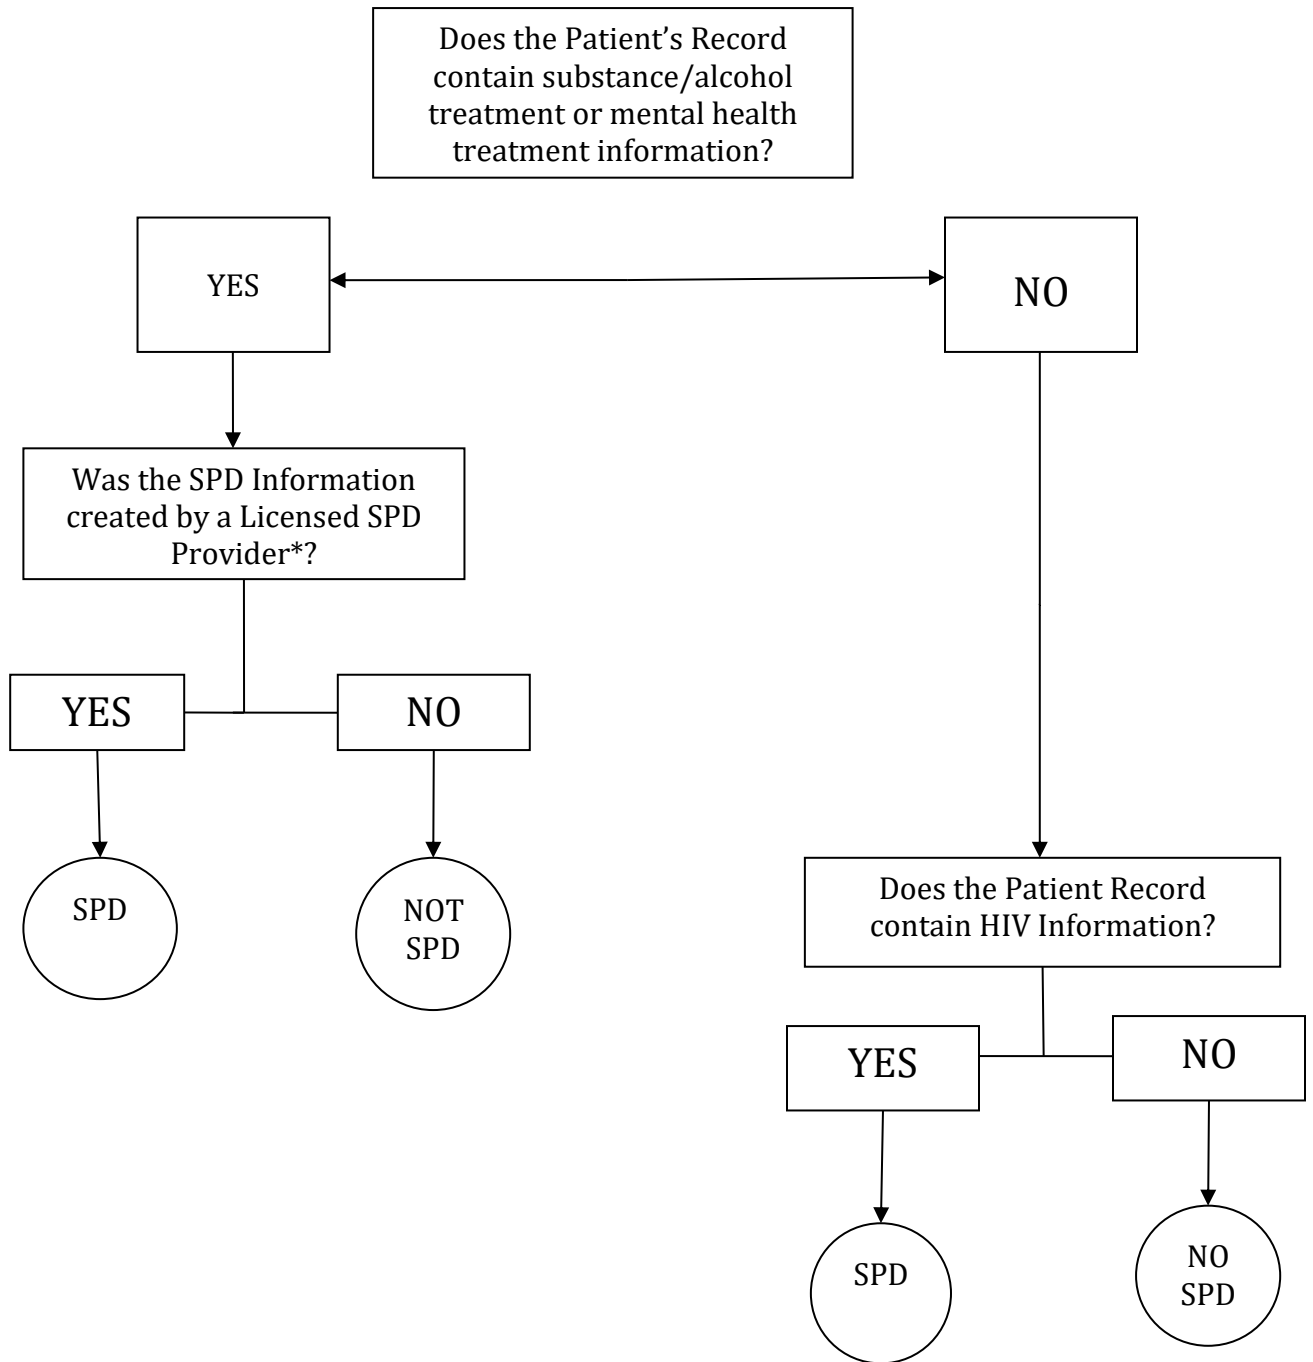 Does the Patient’s Record
contain substance/alcohol
treatment or mental health
treatment information?
YES
NO
Was the SPD Information
created by a Licensed SPD
Provider*?
YES
NO
SPD
NOT
SPD
Does the Patient Record
contain HIV Information?
YES
NO
SPD
NO
SPD